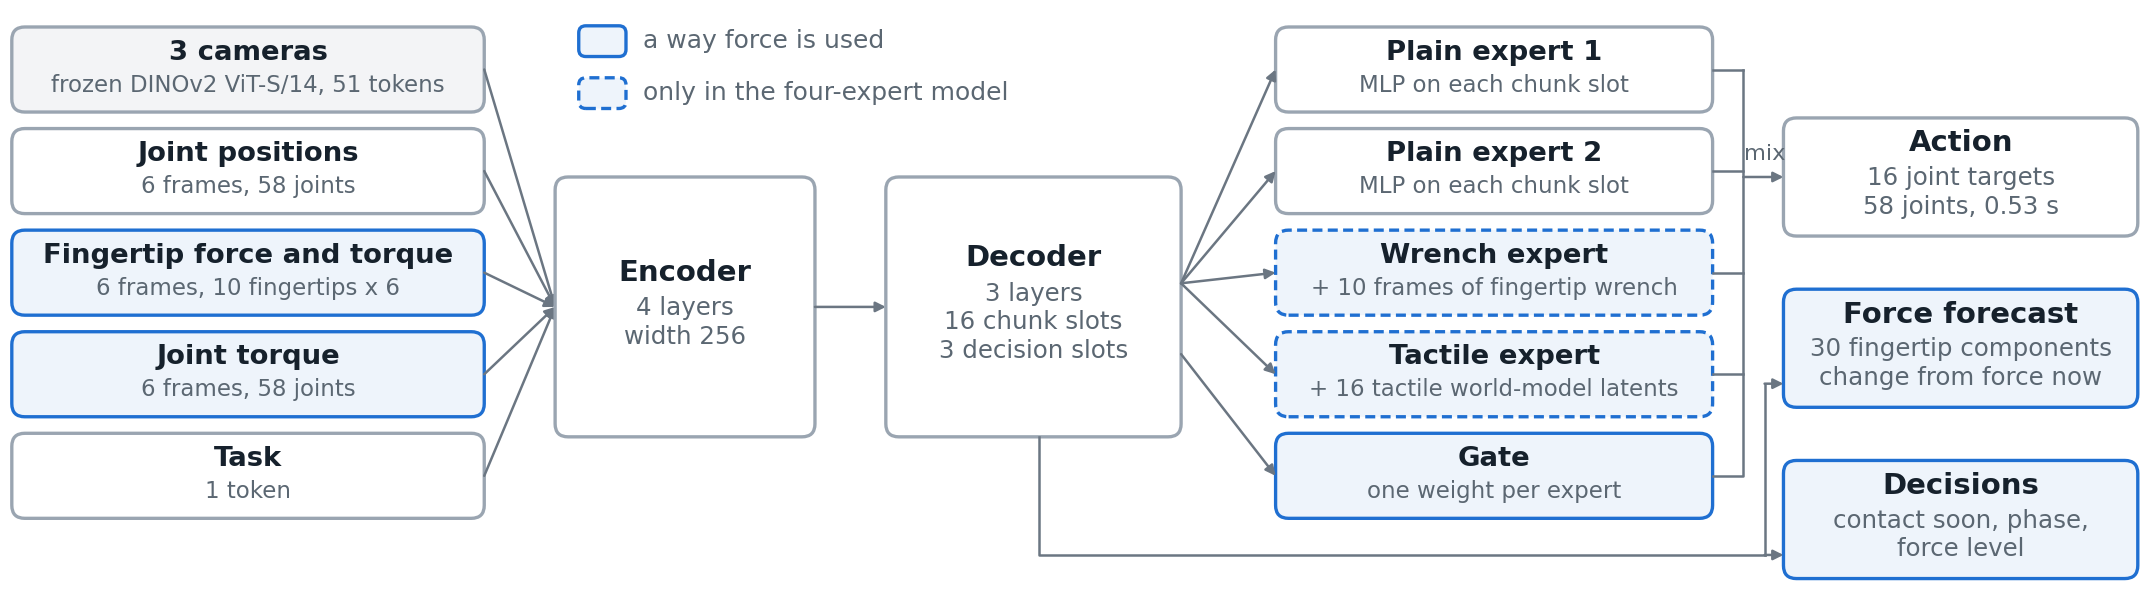 3 cameras
frozen DINOv2 ViT-S/14, 51 tokens
Joint positions
6 frames, 58 joints
Fingertip force and torque
6 frames, 10 fingertips x 6
Joint torque
6 frames, 58 joints
Task
1 token
a way force is used
only in the four-expert model
Encoder
4 layers
width 256
Decoder
3 layers
16 chunk slots
3 decision slots
Plain expert 1
MLP on each chunk slot
Plain expert 2
MLP on each chunk slot
Wrench expert
+ 10 frames of fingertip wrench
Tactile expert
+ 16 tactile world-model latents
Gate
one weight per expert
mix
Action
16 joint targets
58 joints, 0.53 s
Force forecast
30 fingertip components
change from force now
Decisions
contact soon, phase,
force level